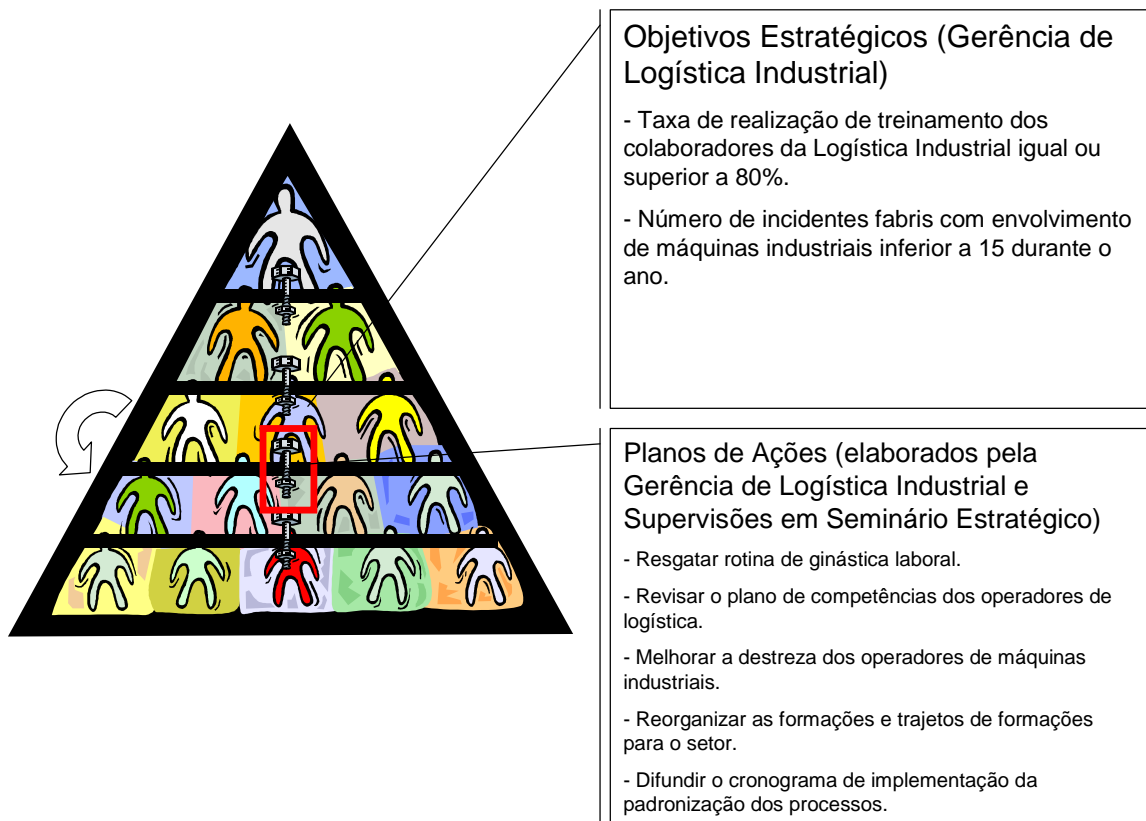 Objetivos Estratégicos (Gerência de
Logística Industrial)
- Taxa de realização de treinamento dos
colaboradores da Logística Industrial igual ou
superior a 80%.
- Número de incidentes fabris com envolvimento
de máquinas industriais inferior a 15 durante o
ano.
Planos de Ações (elaborados pela
Gerência de Logística Industrial e
Supervisões em Seminário Estratégico)
- Resgatar rotina de ginástica laboral.
- Revisar o plano de competências dos operadores de
logística.
- Melhorar a destreza dos operadores de máquinas
industriais.
- Reorganizar as formações e trajetos de formações
para o setor.
- Difundir o cronograma de implementação da
padronização dos processos.